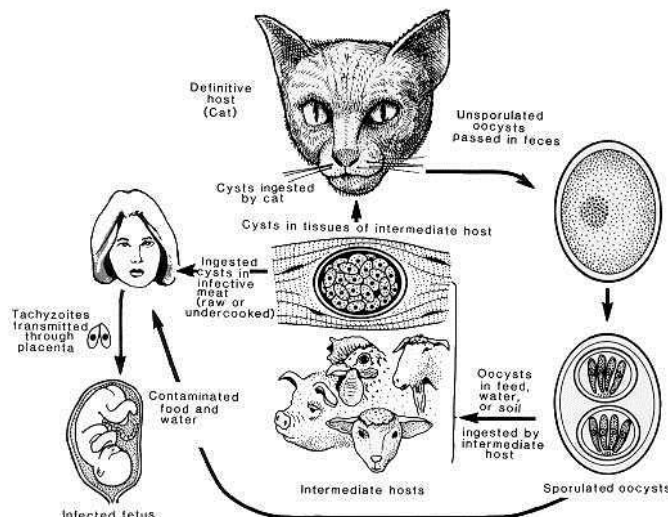 Definitive
host
(Cat)
Unsporulated
oocysts
passed in feces
Cysts ingested
by cat
Cysts in tissues of intermediate host
Ingested
cysts in
infective
meat
(raw or
undercooked)
Tachyzoites
transmitted
through
placenta
Contaminated
food and
water
Oocysts
in feed,
water,
or soil
ingested by
intermediate
host
Infected fetus
Intermediate hosts
Sporulated oocysts